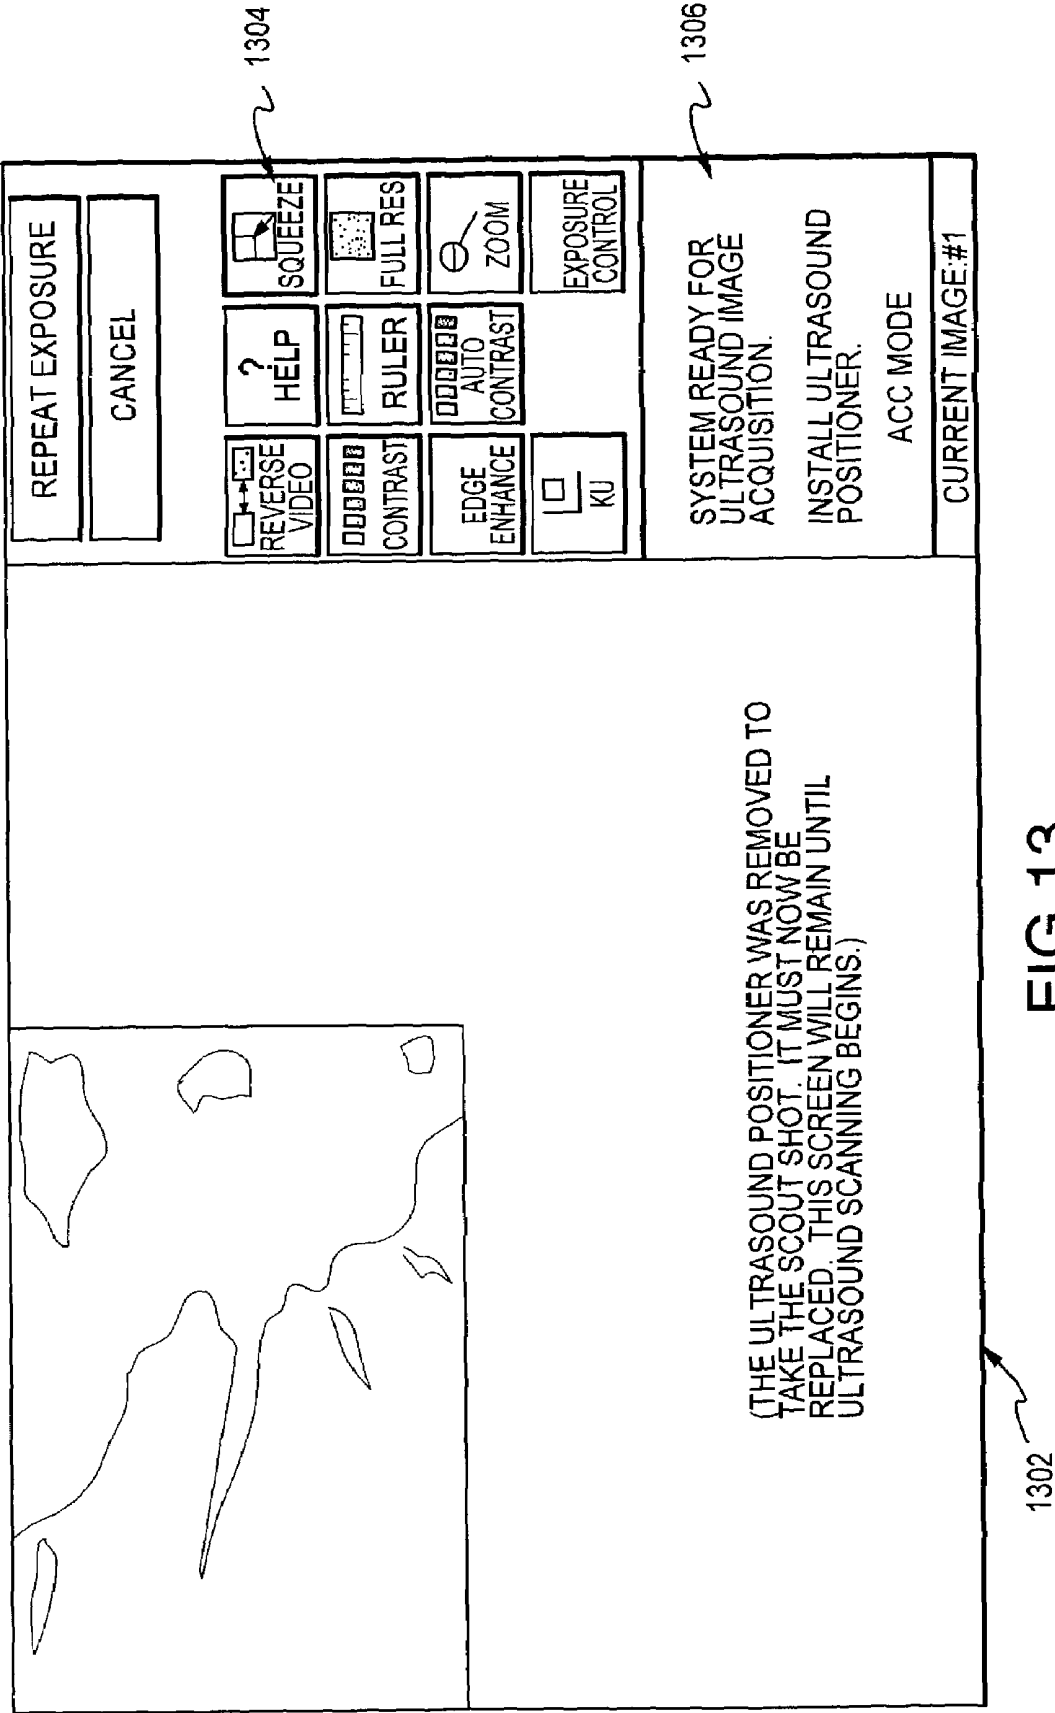 REPEAT EXPOSURE
CANCEL
REVERSE
VIDEO
?
HELP
SQUEEZE
CONTRAST
RULER
FULL RES
EDGE
ENHANCE
AUTO
CONTRAST
ZOOM
KU
EXPOSURE
CONTROL
SYSTEM READY FOR
ULTRASOUND IMAGE
ACQUISITION.
INSTALL ULTRASOUND
POSITIONER.
ACC MODE
CURRENT IMAGE:#1
(THE ULTRASOUND POSITIONER WAS REMOVED TO
TAKE THE SCOUT SHOT. IT MUST NOW BE
REPLACED. THIS SCREEN WILL REMAIN UNTIL
ULTRASOUND SCANNING BEGINS.)
1304
1306
1302
FIG.13